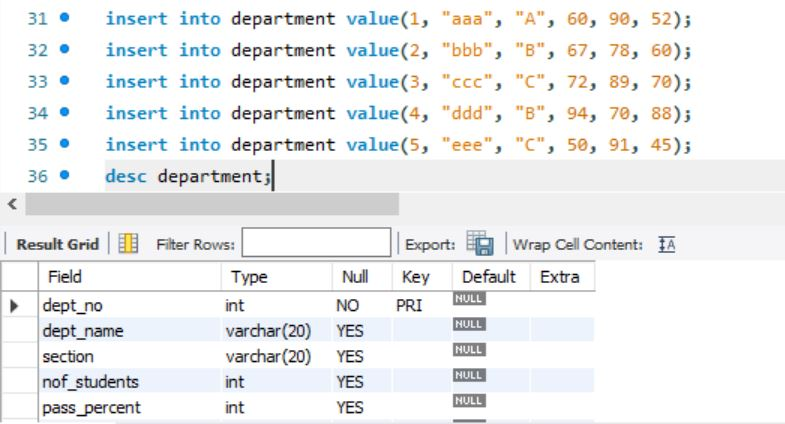 31 insert into department value(1, "aaa", "A", 60, 90, 52);
32 insert into department value(2, "bbb", "B", 67, 78, 60);
33 insert into department value(3, "ccc", "C", 72, 89, 70);
34 insert into department value(4, "ddd", "B", 94, 70, 88);
35 insert into department value(5, "eee", "C", 50, 91, 45);
36 desc department;
Result Grid Filter Rows: Export: Wrap Cell Content: IA
Field Type Null Key Default Extra
dept_no int NO PRI NULL
dept_name varchar(20) YES NULL
section varchar(20) YES NULL
nof_students int YES NULL
pass_percent int YES NULL